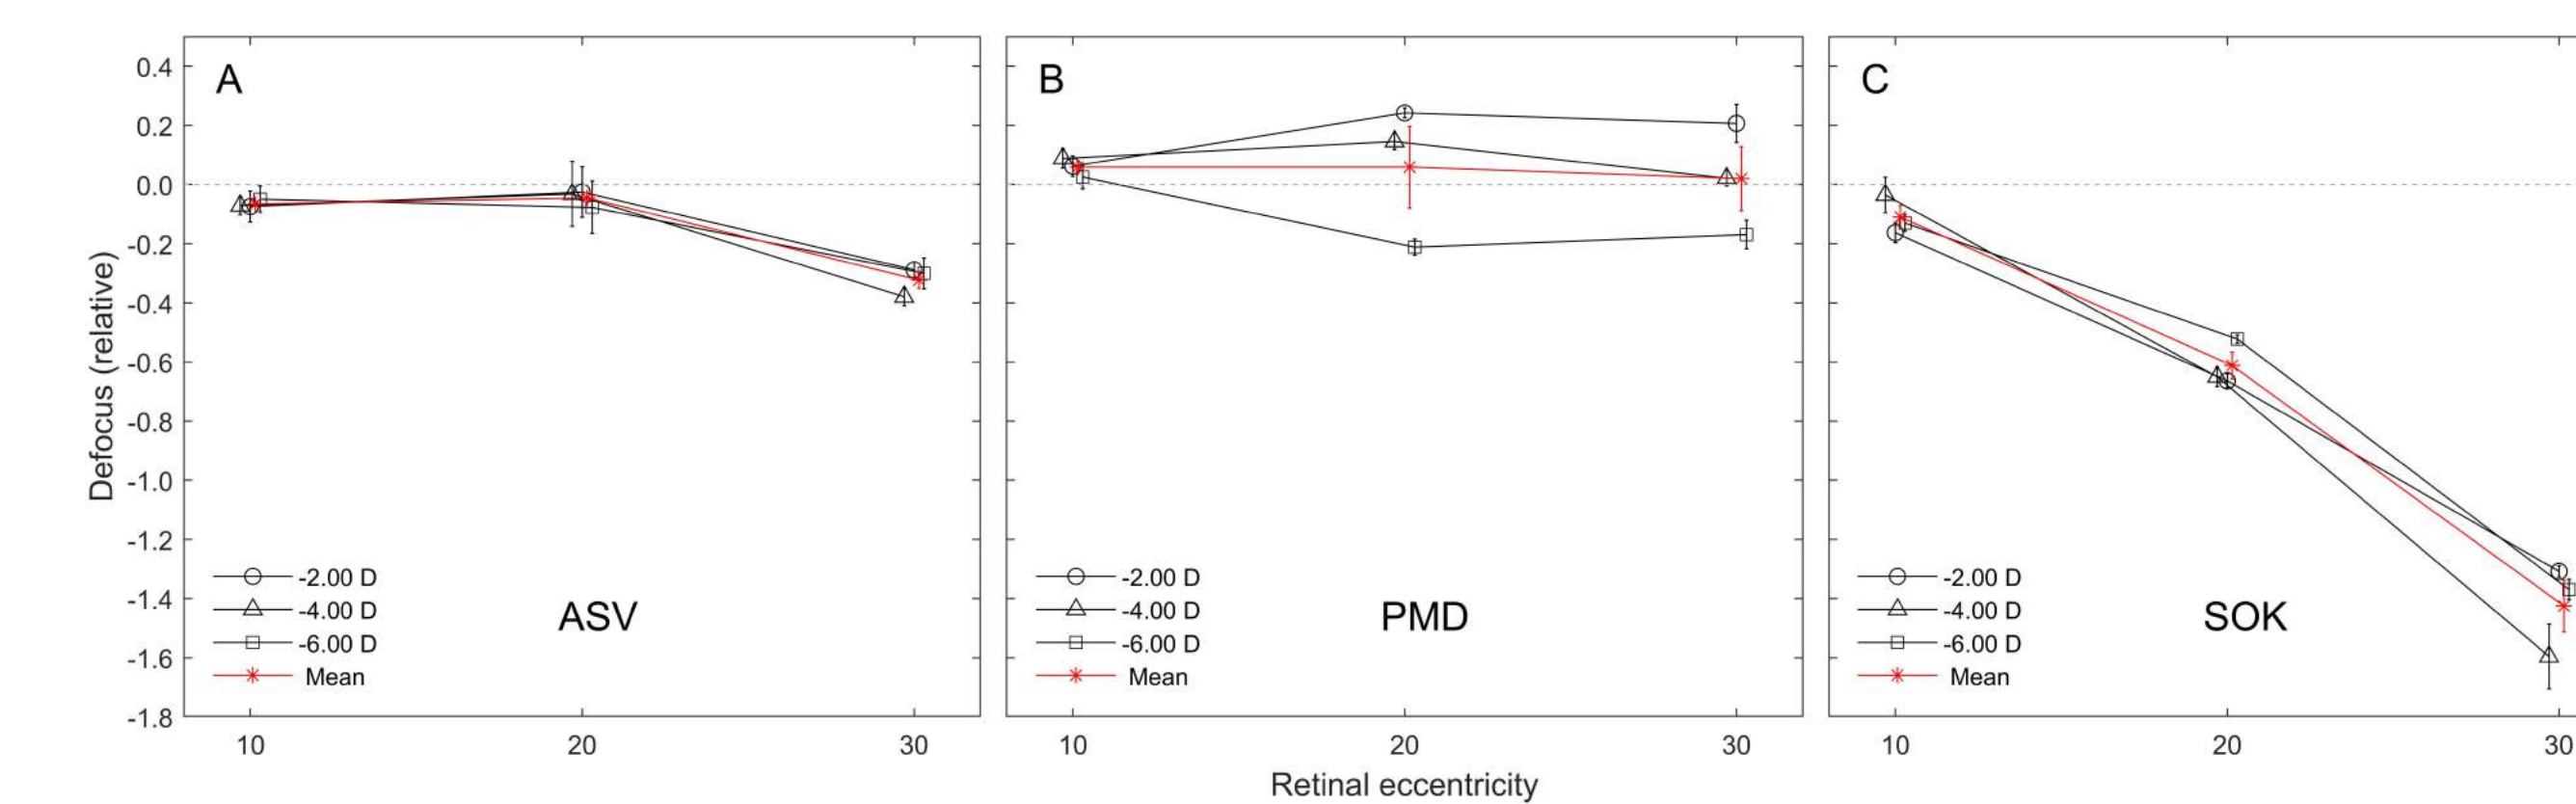 A
B
C
0.4
0.2
0.0
-0.2
-0.4
-0.6
-0.8
-1.0
-1.2
-1.4
-1.6
-1.8
Defocus (relative)
-2.00 D
-4.00 D
-6.00 D
Mean
ASV
-2.00 D
-4.00 D
-6.00 D
Mean
PMD
-2.00 D
-4.00 D
-6.00 D
Mean
SOK
10 20 30
10 20 30
10 20 30
Retinal eccentricity